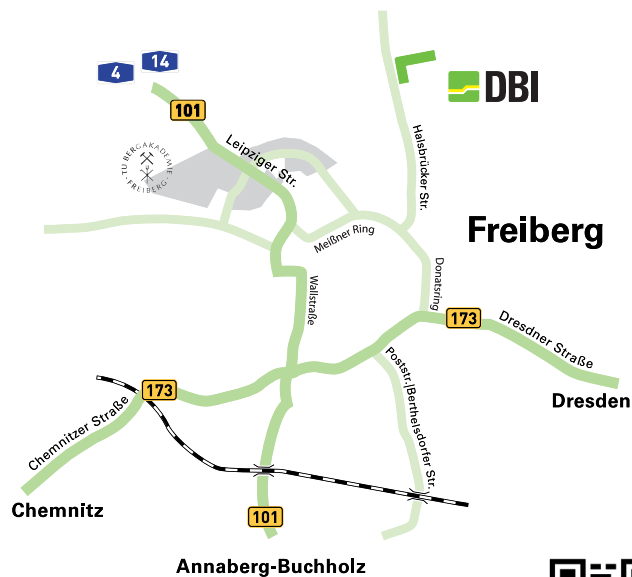 14
4
DBI
101
TU BERGAKADEMIE
· FREIBERG ·
Leipziger Str.
Halsbrücker Str.
Meißner Ring
Freiberg
Donatsring
Wallstraße
173
Dresdner Straße
Poststr./Berthelsdorfer Str.
173
Dresden
Chemnitzer Straße
Chemnitz
101
Annaberg-Buchholz